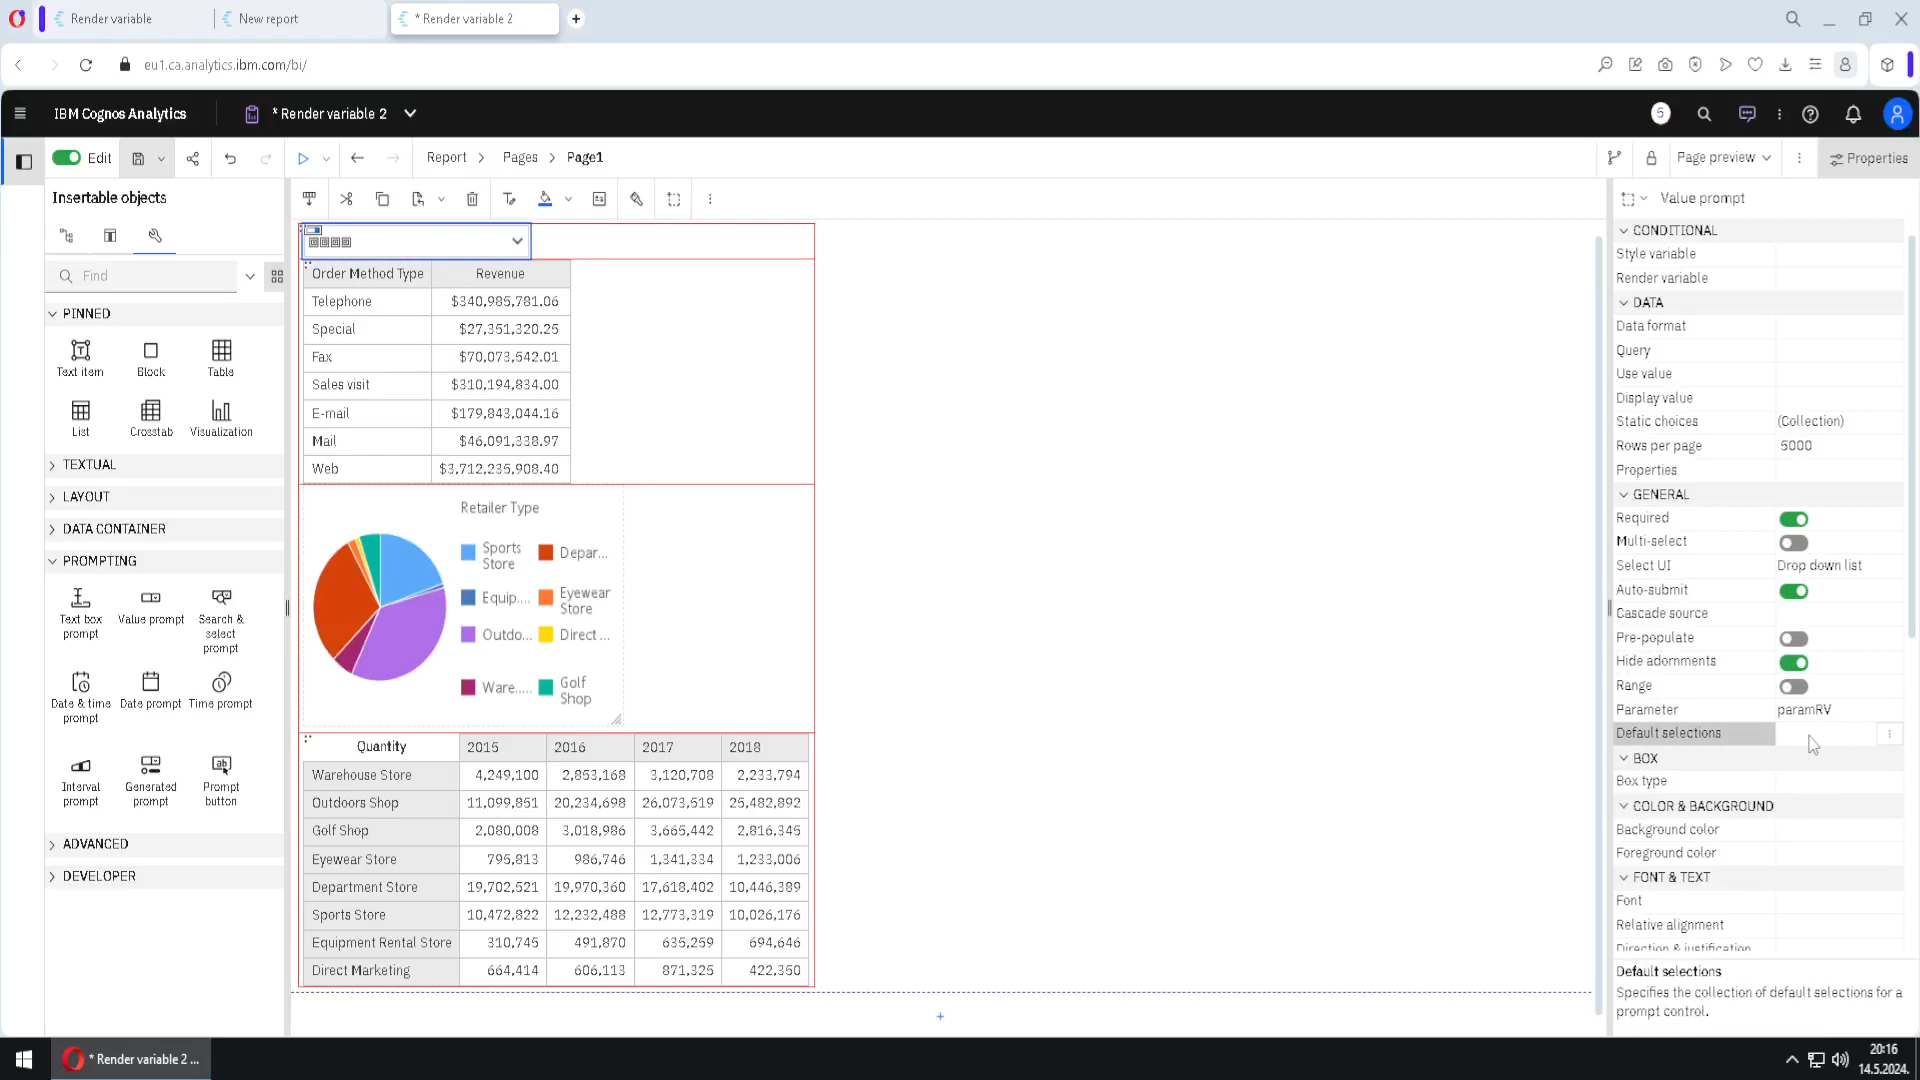 Render variable
New report
* Render variable 2
eu1.ca.analytics.ibm.com/bi/
IBM Cognos Analytics
* Render variable 2
5
Edit
Report
Pages
Page1
Page preview
Properties
Insertable objects
Find
PINNED
Text item
Block
Table
List
Crosstab
Visualization
TEXTUAL
LAYOUT
DATA CONTAINER
PROMPTING
Text box prompt
Value prompt
Search & select prompt
Date & time prompt
Date prompt
Time prompt
Interval prompt
Generated prompt
Prompt button
ADVANCED
DEVELOPER
Order Method Type Revenue
Telephone $340,985,781.06
Special $27,351,320.25
Fax $70,073,542.01
Sales visit $310,194,834.00
E-mail $179,843,044.16
Mail $46,091,338.97
Web $3,712,235,908.40
Retailer Type
Sports Store
Depar...
Equip....
Eyewear Store
Outdo...
Direct ...
Ware.....
Golf Shop
Quantity 2015 2016 2017 2018
Warehouse Store 4,249,100 2,853,168 3,120,708 2,233,794
Outdoors Shop 11,099,851 20,234,698 26,073,519 25,482,892
Golf Shop 2,080,008 3,018,986 3,665,442 2,816,345
Eyewear Store 795,813 986,746 1,341,334 1,233,006
Department Store 19,702,521 19,970,360 17,618,402 10,446,389
Sports Store 10,472,822 12,232,488 12,773,319 10,026,176
Equipment Rental Store 310,745 491,870 635,259 694,646
Direct Marketing 664,414 606,113 871,325 422,350
Value prompt
CONDITIONAL
Style variable
Render variable
DATA
Data format
Query
Use value
Display value
Static choices (Collection)
Rows per page 5000
Properties
GENERAL
Required
Multi-select
Select UI Drop down list
Auto-submit
Cascade source
Pre-populate
Hide adornments
Range
Parameter paramRV
Default selections
BOX
Box type
COLOR & BACKGROUND
Background color
Foreground color
FONT & TEXT
Font
Relative alignment
Direction & justification
Default selections
Specifies the collection of default selections for a
prompt control.
* Render variable 2 ...
20:16
14.5.2024.